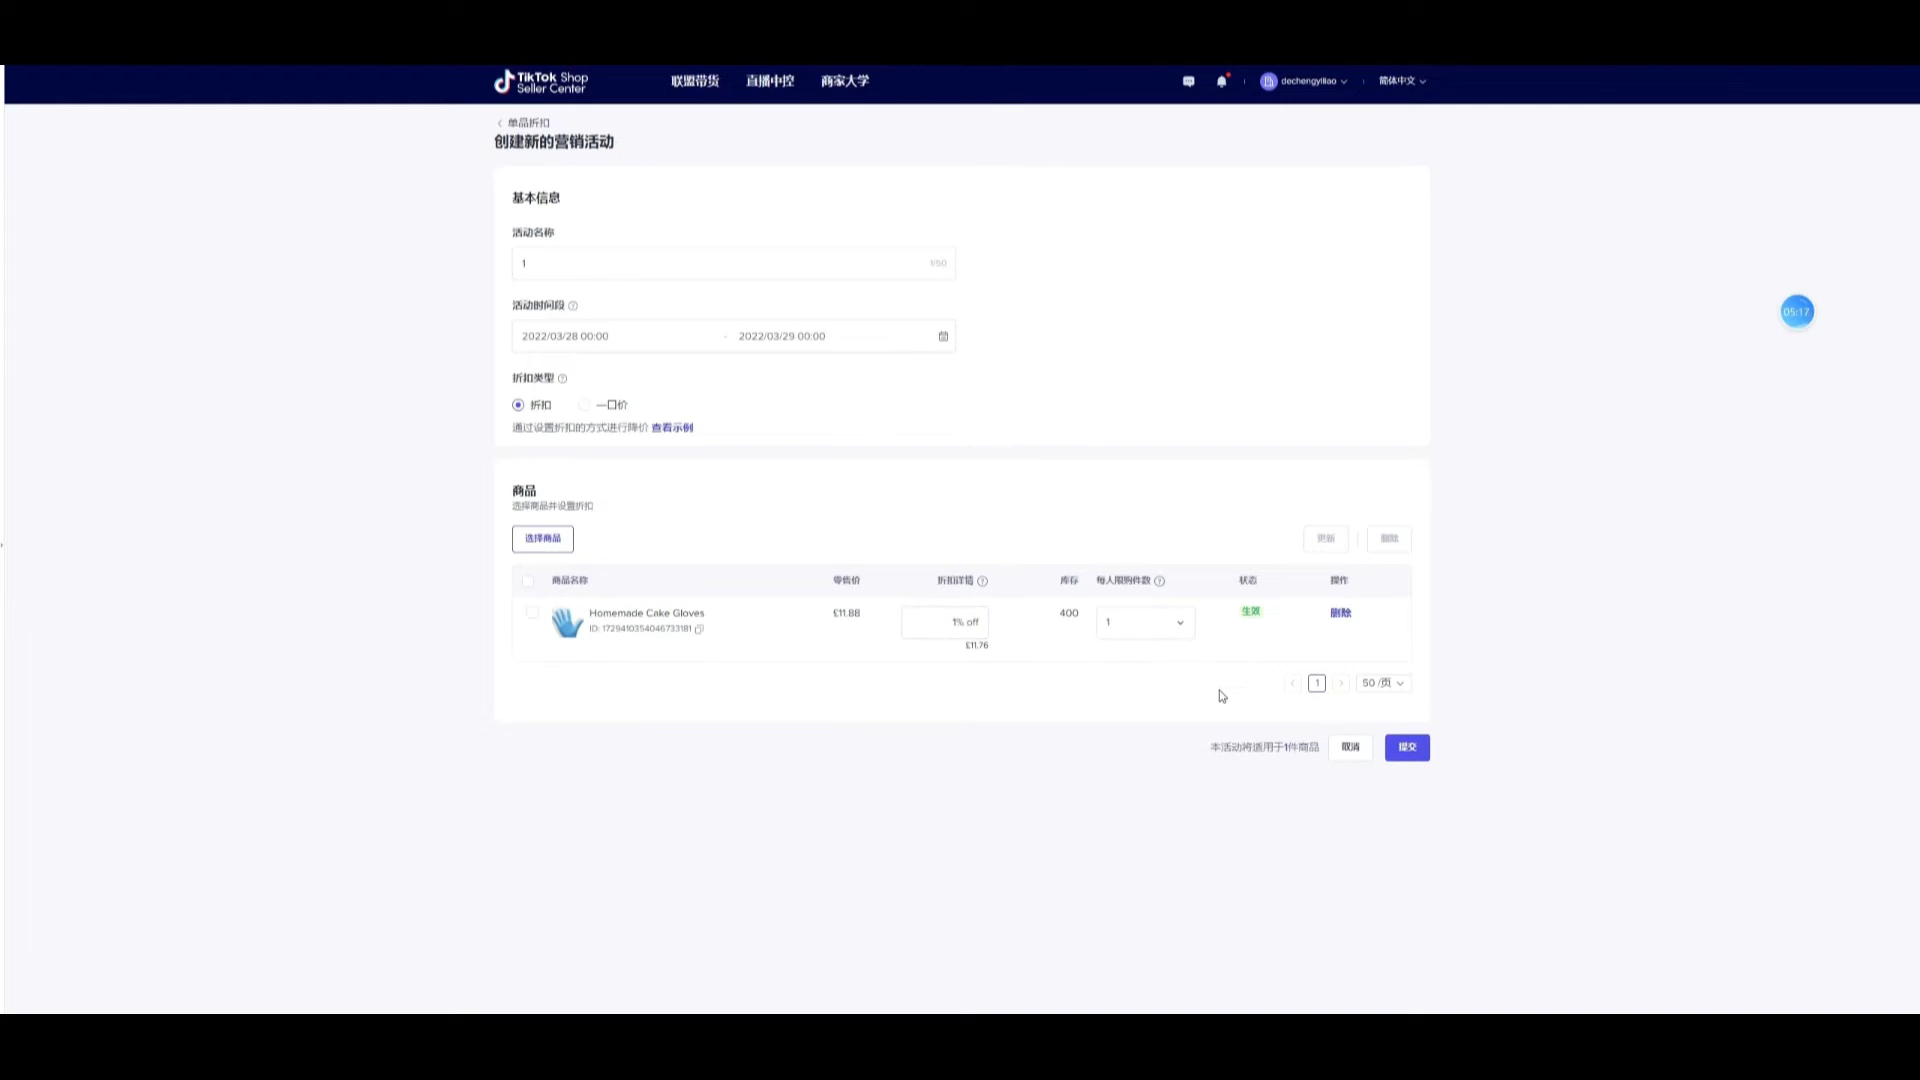 TikTok Shop
Seller Center
联盟带货
直播中控
商家大学
dechengyiliao
简体中文
单品折扣
创建新的营销活动
基本信息
活动名称
1
1/50
活动时间段
2022/03/28 00:00 - 2022/03/29 00:00
折扣类型
折扣
一口价
通过设置折扣的方式进行降价 查看示例
05:17
商品
选择商品并设置折扣
选择商品
更新
删除
商品名称 零售价 折扣详情 库存 每人限购件数 状态 操作
Homemade Cake Gloves £11.88 1% off 400 1 生效 删除
ID: 1729410354046733181
£11.76
1
50 /页
本活动将适用于1件商品
取消
提交